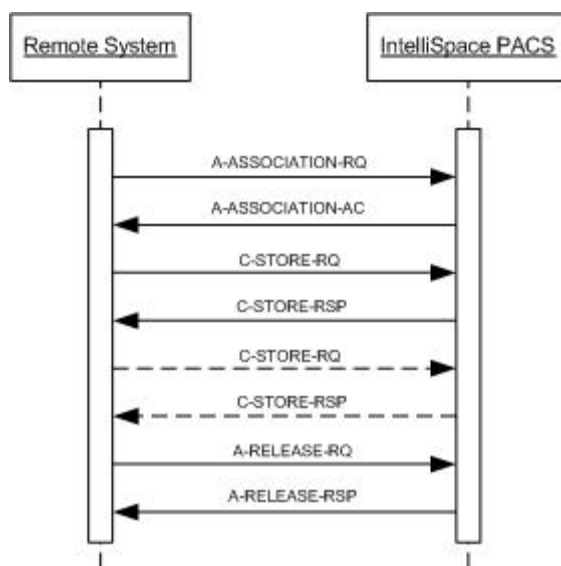 Remote System
IntelliSpace PACS
A-ASSOCIATION-RQ
A-ASSOCIATION-AC
C-STORE-RQ
C-STORE-RSP
C-STORE-RQ
C-STORE-RSP
A-RELEASE-RQ
A-RELEASE-RSP